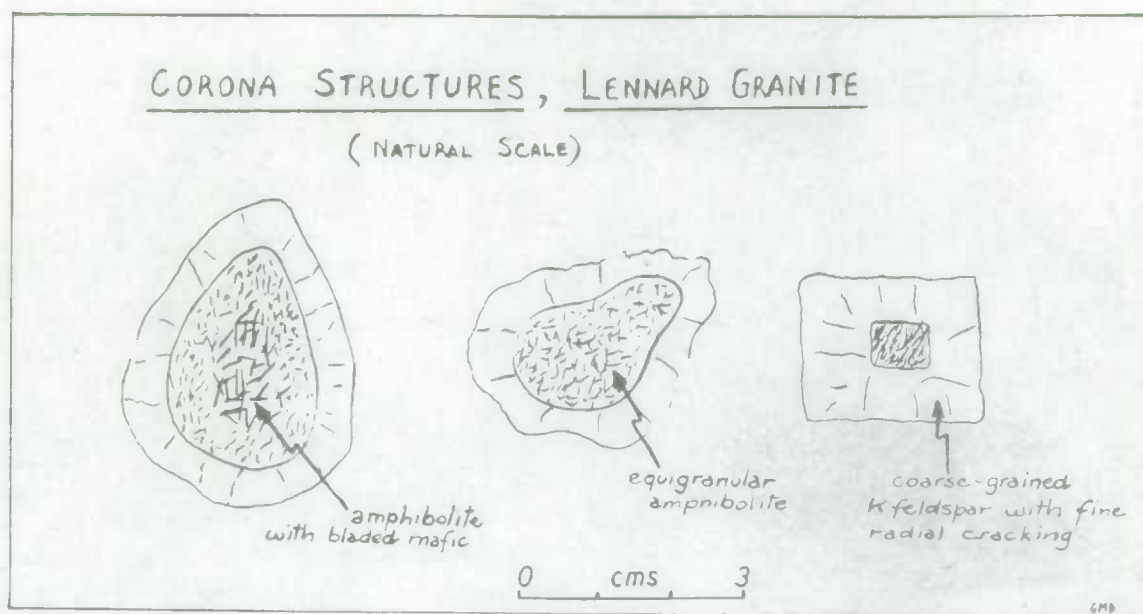 CORONA STRUCTURES, LENNARD GRANITE
(NATURAL SCALE)
amphibolite
with bladed mafic
equigranular
ampnibolite
coarse-grained
K feldspar with fine
radial cracking
0 cms 3
GMD